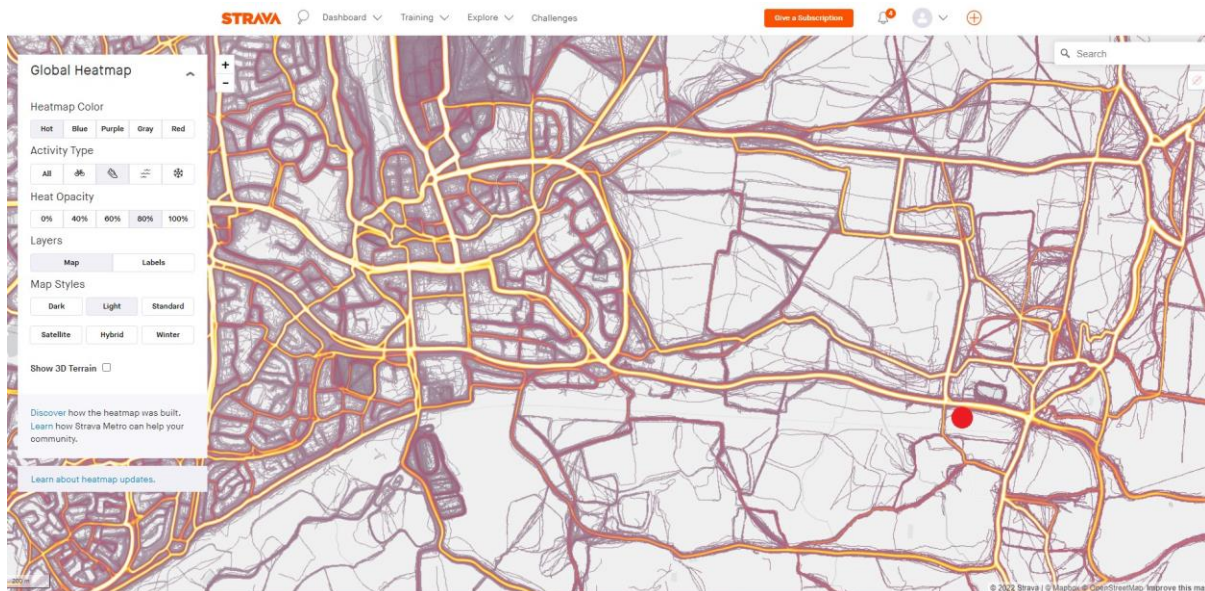 STRAVA Dashboard Training Explore Challenges Give a Subscription 4
Global Heatmap
+
−
Search
Heatmap Color
Hot Blue Purple Gray Red
Activity Type
All
Heat Opacity
0% 40% 60% 80% 100%
Layers
Map Labels
Map Styles
Dark Light Standard
Satellite Hybrid Winter
Show 3D Terrain
Discover how the heatmap was built.
Learn how Strava Metro can help your
community.
Learn about heatmap updates.
200 m
© 2022 Strava | © Mapbox © OpenStreetMap Improve this ma